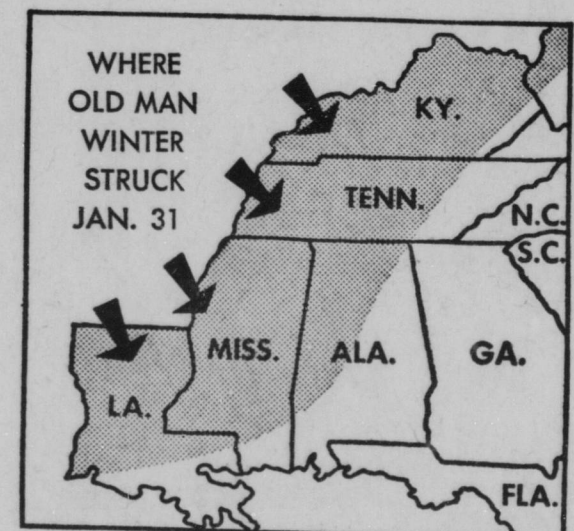 WHERE
OLD MAN
WINTER
STRUCK
JAN. 31
KY.
TENN.
N.C.
S.C.
MISS.
ALA.
GA.
LA.
FLA.